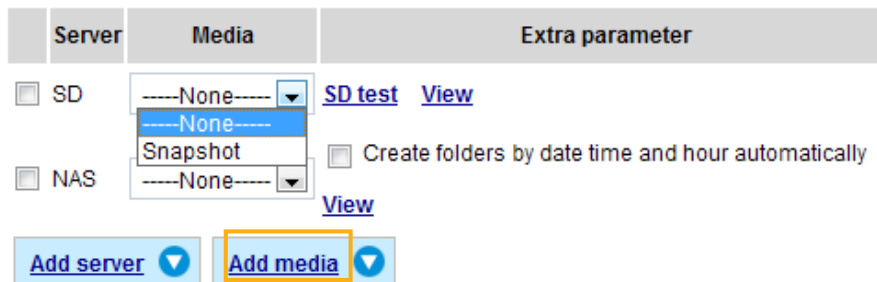 Server Media Extra parameter
SD -----None----- SD test View
-----None-----
Snapshot
Create folders by date time and hour automatically
NAS -----None-----
View
Add server Add media